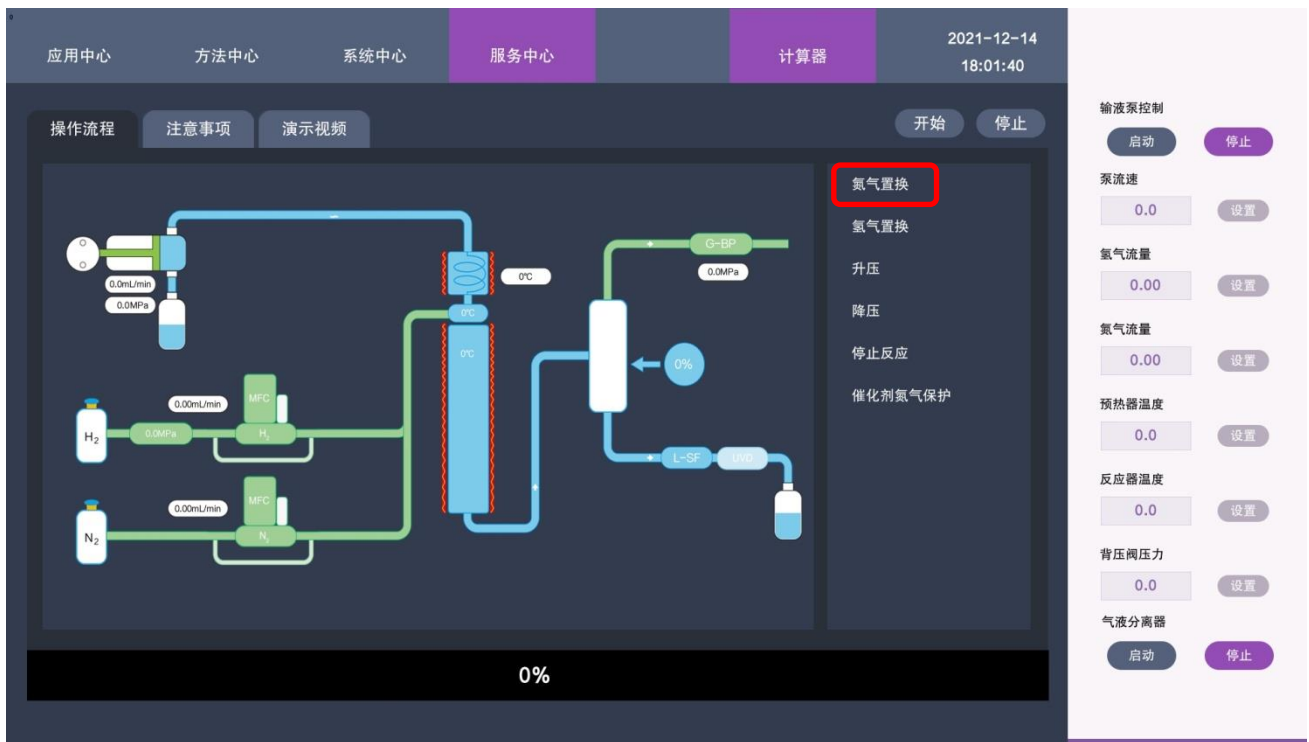 应用中心
方法中心
系统中心
服务中心
计算器
2021-12-14
18:01:40
操作流程
注意事项
演示视频
开始
停止
0.0mL/min
0.0MPa
0℃
0℃
0℃
G-BP
0.0MPa
0%
0.00mL/min
MFC
H₂
0.0MPa
H₂
L-SF
UVD
0.00mL/min
MFC
N₂
N₂
氮气置换
氢气置换
升压
降压
停止反应
催化剂氮气保护
0%
输液泵控制
启动
停止
泵流速
0.0
设置
氢气流量
0.00
设置
氮气流量
0.00
设置
预热器温度
0.0
设置
反应器温度
0.0
设置
背压阀压力
0.0
设置
气液分离器
启动
停止